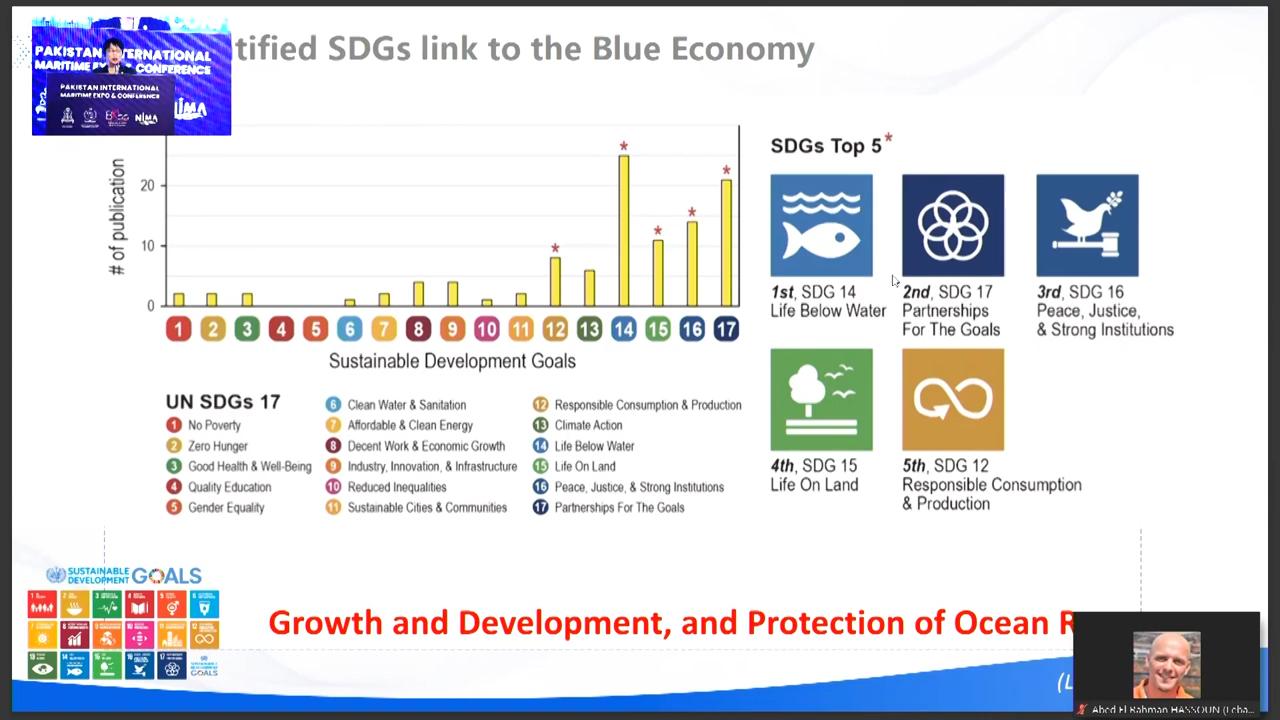 tified SDGs link to the Blue Economy
PAKISTAN INTERNATIONAL
MARITIME EXPO & CONFERENCE
PAKISTAN INTERNATIONAL
MARITIME EXPO & CONFERENCE
NIMA
NIMA
# of publication
20
10
0
*
*
*
*
*
1 2 3 4 5 6 7 8 9 10 11 12 13 14 15 16 17
Sustainable Development Goals
UN SDGs 17
1 No Poverty
2 Zero Hunger
3 Good Health & Well-Being
4 Quality Education
5 Gender Equality
6 Clean Water & Sanitation
7 Affordable & Clean Energy
8 Decent Work & Economic Growth
9 Industry, Innovation, & Infrastructure
10 Reduced Inequalities
11 Sustainable Cities & Communities
12 Responsible Consumption & Production
13 Climate Action
14 Life Below Water
15 Life On Land
16 Peace, Justice, & Strong Institutions
17 Partnerships For The Goals
SDGs Top 5*
1st, SDG 14
Life Below Water
2nd, SDG 17
Partnerships
For The Goals
3rd, SDG 16
Peace, Justice,
& Strong Institutions
4th, SDG 15
Life On Land
5th, SDG 12
Responsible Consumption
& Production
SUSTAINABLE
DEVELOPMENT GOALS
Growth and Development, and Protection of Ocean R
(L
Abed El Rahman HASSOUN (Leba...